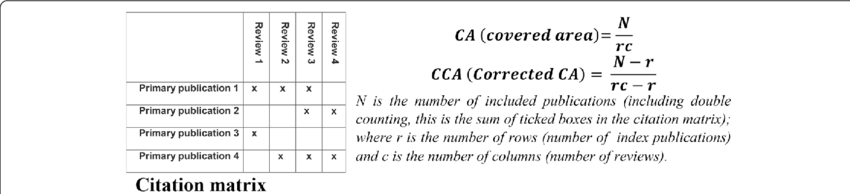 Review 1 Review 2 Review 3 Review 4
Primary publication 1 x x x
Primary publication 2 x x
Primary publication 3 x
Primary publication 4 x x x
Citation matrix
CA (covered area)= N/rc
CCA (Corrected CA) = N − r / rc − r
N is the number of included publications (including double
counting, this is the sum of ticked boxes in the citation matrix);
where r is the number of rows (number of index publications)
and c is the number of columns (number of reviews).